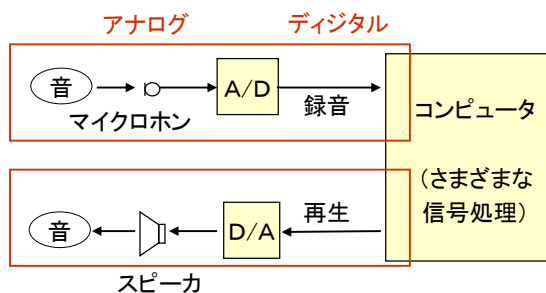 アナログ
ディジタル
音
A/D
録音
マイクロホン
コンピュータ
(さまざまな
信号処理)
音
D/A
再生
スピーカ